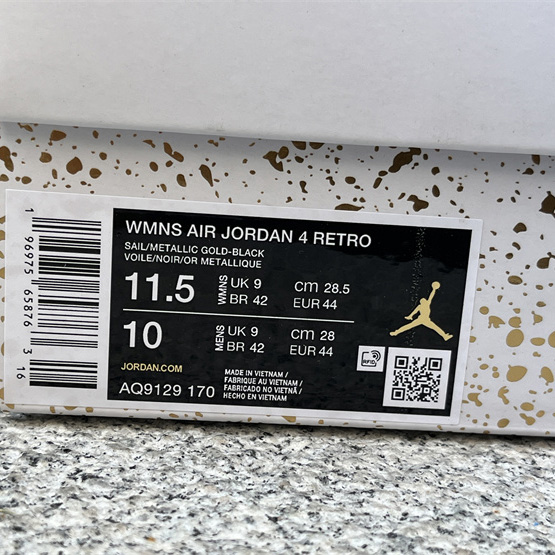 WMNS AIR JORDAN 4 RETRO
SAIL/METALLIC GOLD-BLACK
VOILE/NOIR/OR METALLIQUE
11.5 WMNS UK 9 CM 28.5
BR 42 EUR 44
10 MENS UK 9 CM 28
BR 42 EUR 44
JORDAN.COM
AQ9129 170
MADE IN VIETNAM /
FABRIQUÉ AU VIETNAM /
FABRICADO NO VIETNÃ /
HECHO EN VIETNAM
RFID
1 96975 65876 3 16